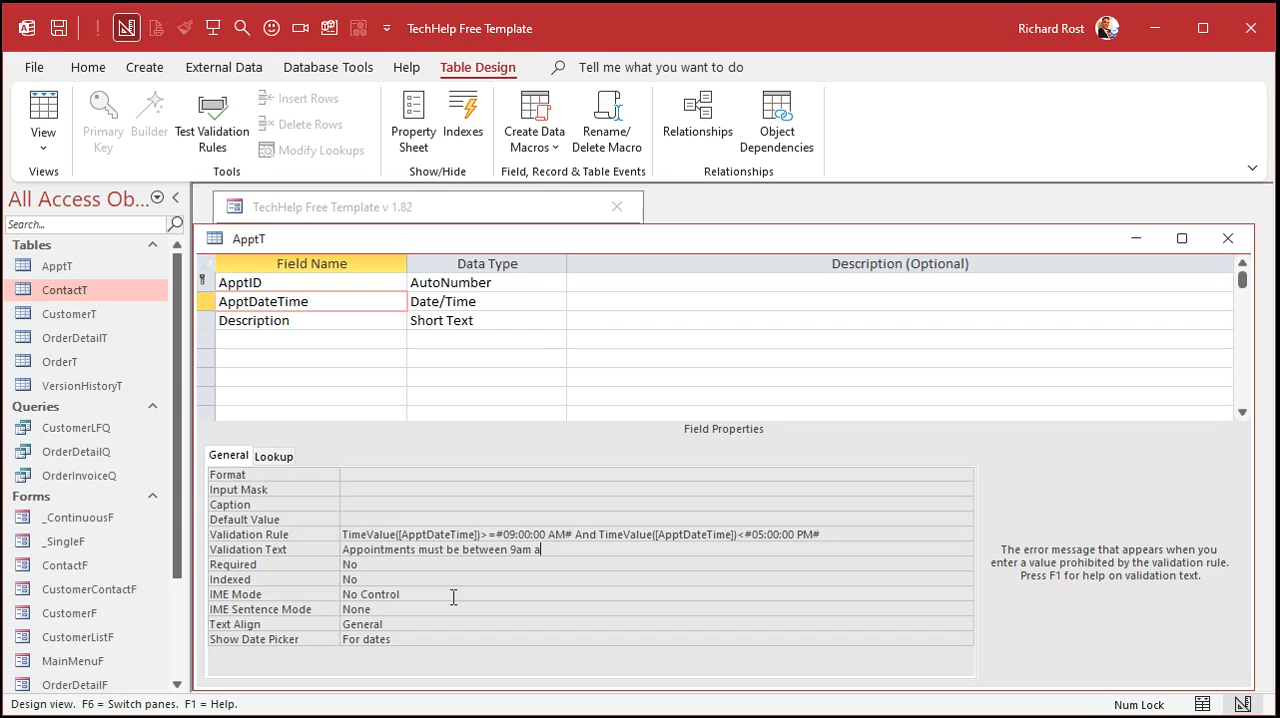 TechHelp Free Template
Richard Rost
File Home Create External Data Database Tools Help Table Design Tell me what you want to do
View
Primary Key
Builder
Test Validation Rules
Insert Rows
Delete Rows
Modify Lookups
Property Sheet
Indexes
Create Data Macros
Rename/ Delete Macro
Relationships
Object Dependencies
Views Tools Show/Hide Field, Record & Table Events Relationships
All Access Ob...
Search...
Tables
ApptT
ContactT
CustomerT
OrderDetailT
OrderT
VersionHistoryT
Queries
CustomerLFQ
OrderDetailQ
OrderInvoiceQ
Forms
_ContinuousF
_SingleF
ContactF
CustomerContactF
CustomerF
CustomerListF
MainMenuF
OrderDetailF
TechHelp Free Template v 1.82
ApptT
Field Name Data Type Description (Optional)
ApptID AutoNumber
ApptDateTime Date/Time
Description Short Text
Field Properties
General Lookup
Format
Input Mask
Caption
Default Value
Validation Rule TimeValue([ApptDateTime])>=#09:00:00 AM# And TimeValue([ApptDateTime])<#05:00:00 PM#
Validation Text Appointments must be between 9am a
Required No
Indexed No
IME Mode No Control
IME Sentence Mode None
Text Align General
Show Date Picker For dates
The error message that appears when you
enter a value prohibited by the validation rule.
Press F1 for help on validation text.
Design view. F6 = Switch panes. F1 = Help.
Num Lock